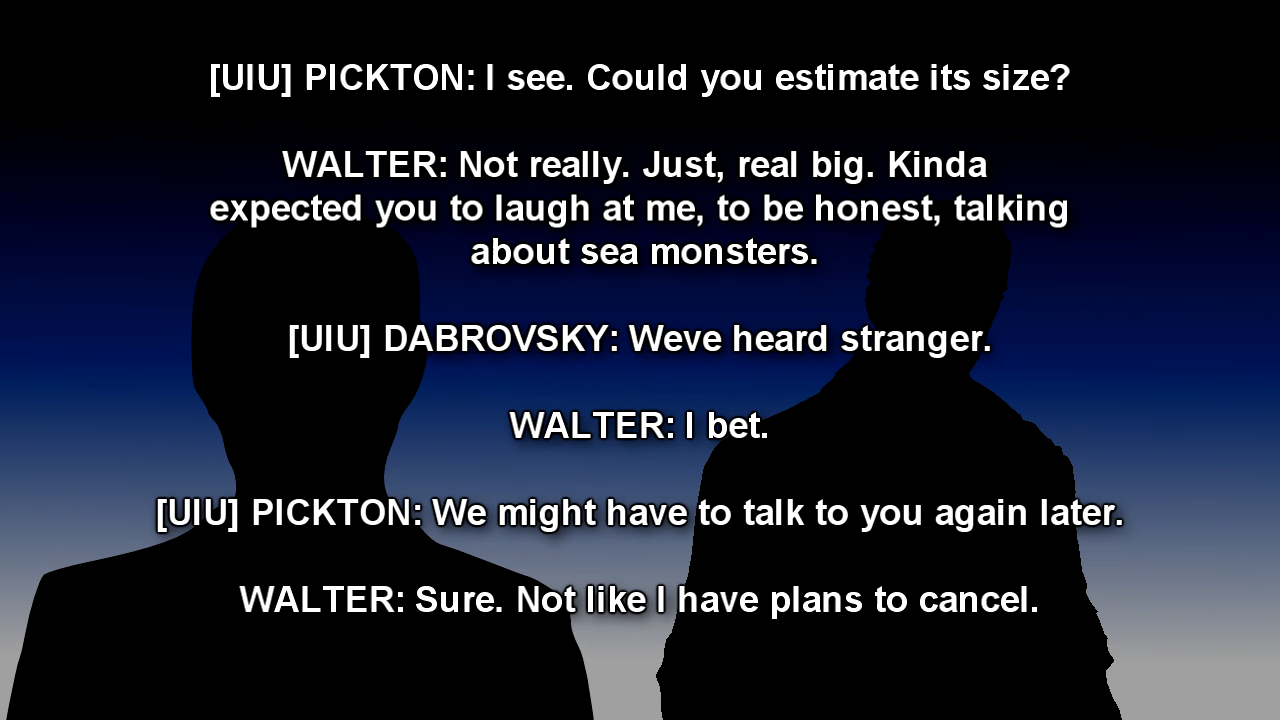 [UIU] PICKTON: I see. Could you estimate its size?
WALTER: Not really. Just, real big. Kinda
expected you to laugh at me, to be honest, talking
about sea monsters.
[UIU] DABROVSKY: Weve heard stranger.
WALTER: I bet.
[UIU] PICKTON: We might have to talk to you again later.
WALTER: Sure. Not like I have plans to cancel.